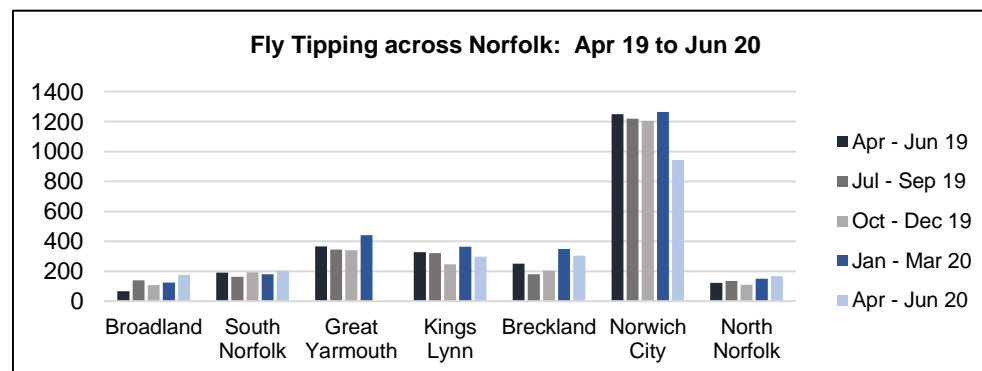 Fly Tipping across Norfolk: Apr 19 to Jun 20
1400
1200
1000
800
600
400
200
0
Broadland
South
Norfolk
Great
Yarmouth
Kings
Lynn
Breckland
Norwich
City
North
Norfolk
Apr - Jun 19
Jul - Sep 19
Oct - Dec 19
Jan - Mar 20
Apr - Jun 20